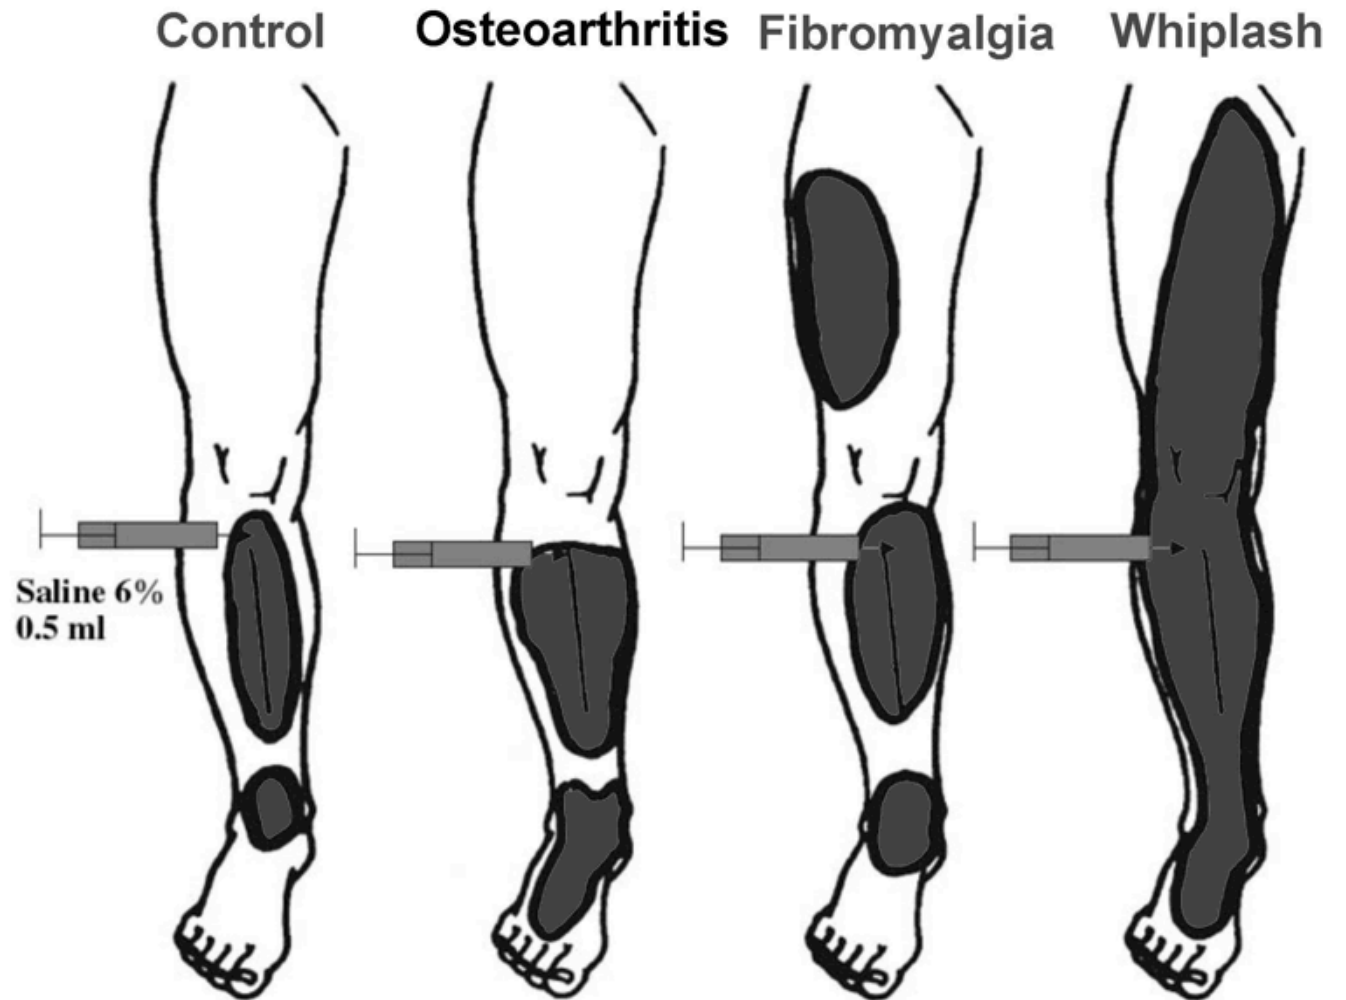 Control
Osteoarthritis
Fibromyalgia
Whiplash
Saline 6%
0.5 ml